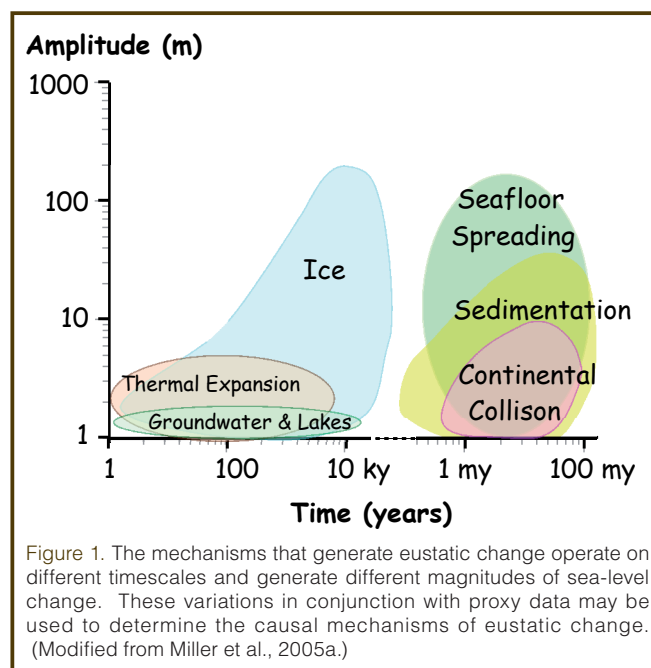 Amplitude (m)
1000
100
10
1
Ice
Thermal Expansion
Groundwater & Lakes
Seafloor
Spreading
Sedimentation
Continental
Collison
1
100
10 ky
1 my
100 my
Time (years)
Figure 1. The mechanisms that generate eustatic change operate on
different timescales and generate different magnitudes of sea-level
change. These variations in conjunction with proxy data may be
used to determine the causal mechanisms of eustatic change.
(Modified from Miller et al., 2005a.)